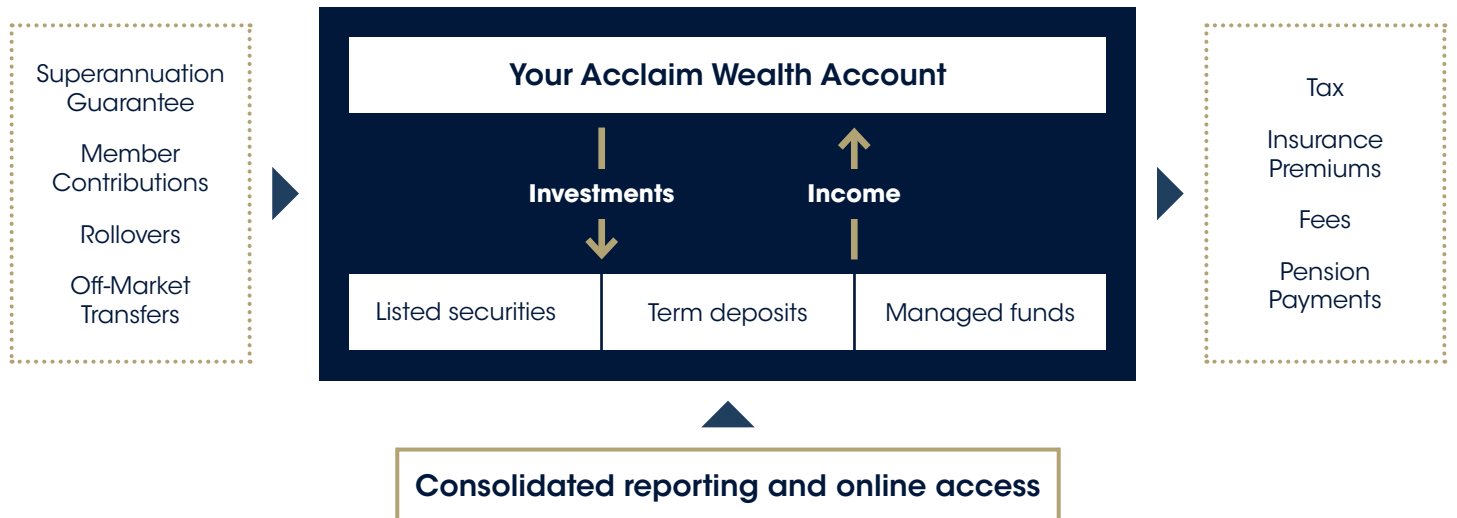 Superannuation
Guarantee
Member
Contributions
Rollovers
Off-Market
Transfers
Your Acclaim Wealth Account
Investments
Income
Listed securities
Term deposits
Managed funds
Tax
Insurance
Premiums
Fees
Pension
Payments
Consolidated reporting and online access